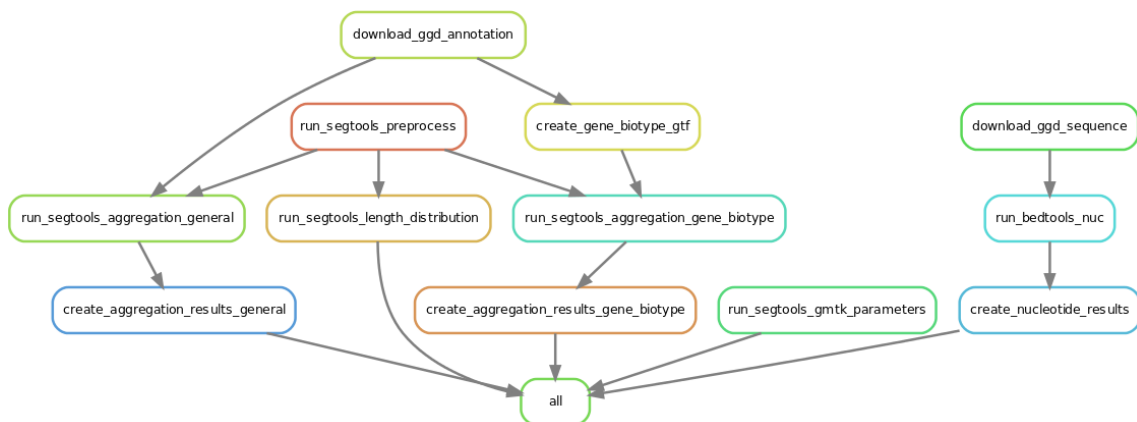 download_ggd_annotation
run_segtools_preprocess
create_gene_biotype_gtf
download_ggd_sequence
run_segtools_aggregation_general
run_segtools_length_distribution
run_segtools_aggregation_gene_biotype
run_bedtools_nuc
create_aggregation_results_general
create_aggregation_results_gene_biotype
run_segtools_gmtk_parameters
create_nucleotide_results
all